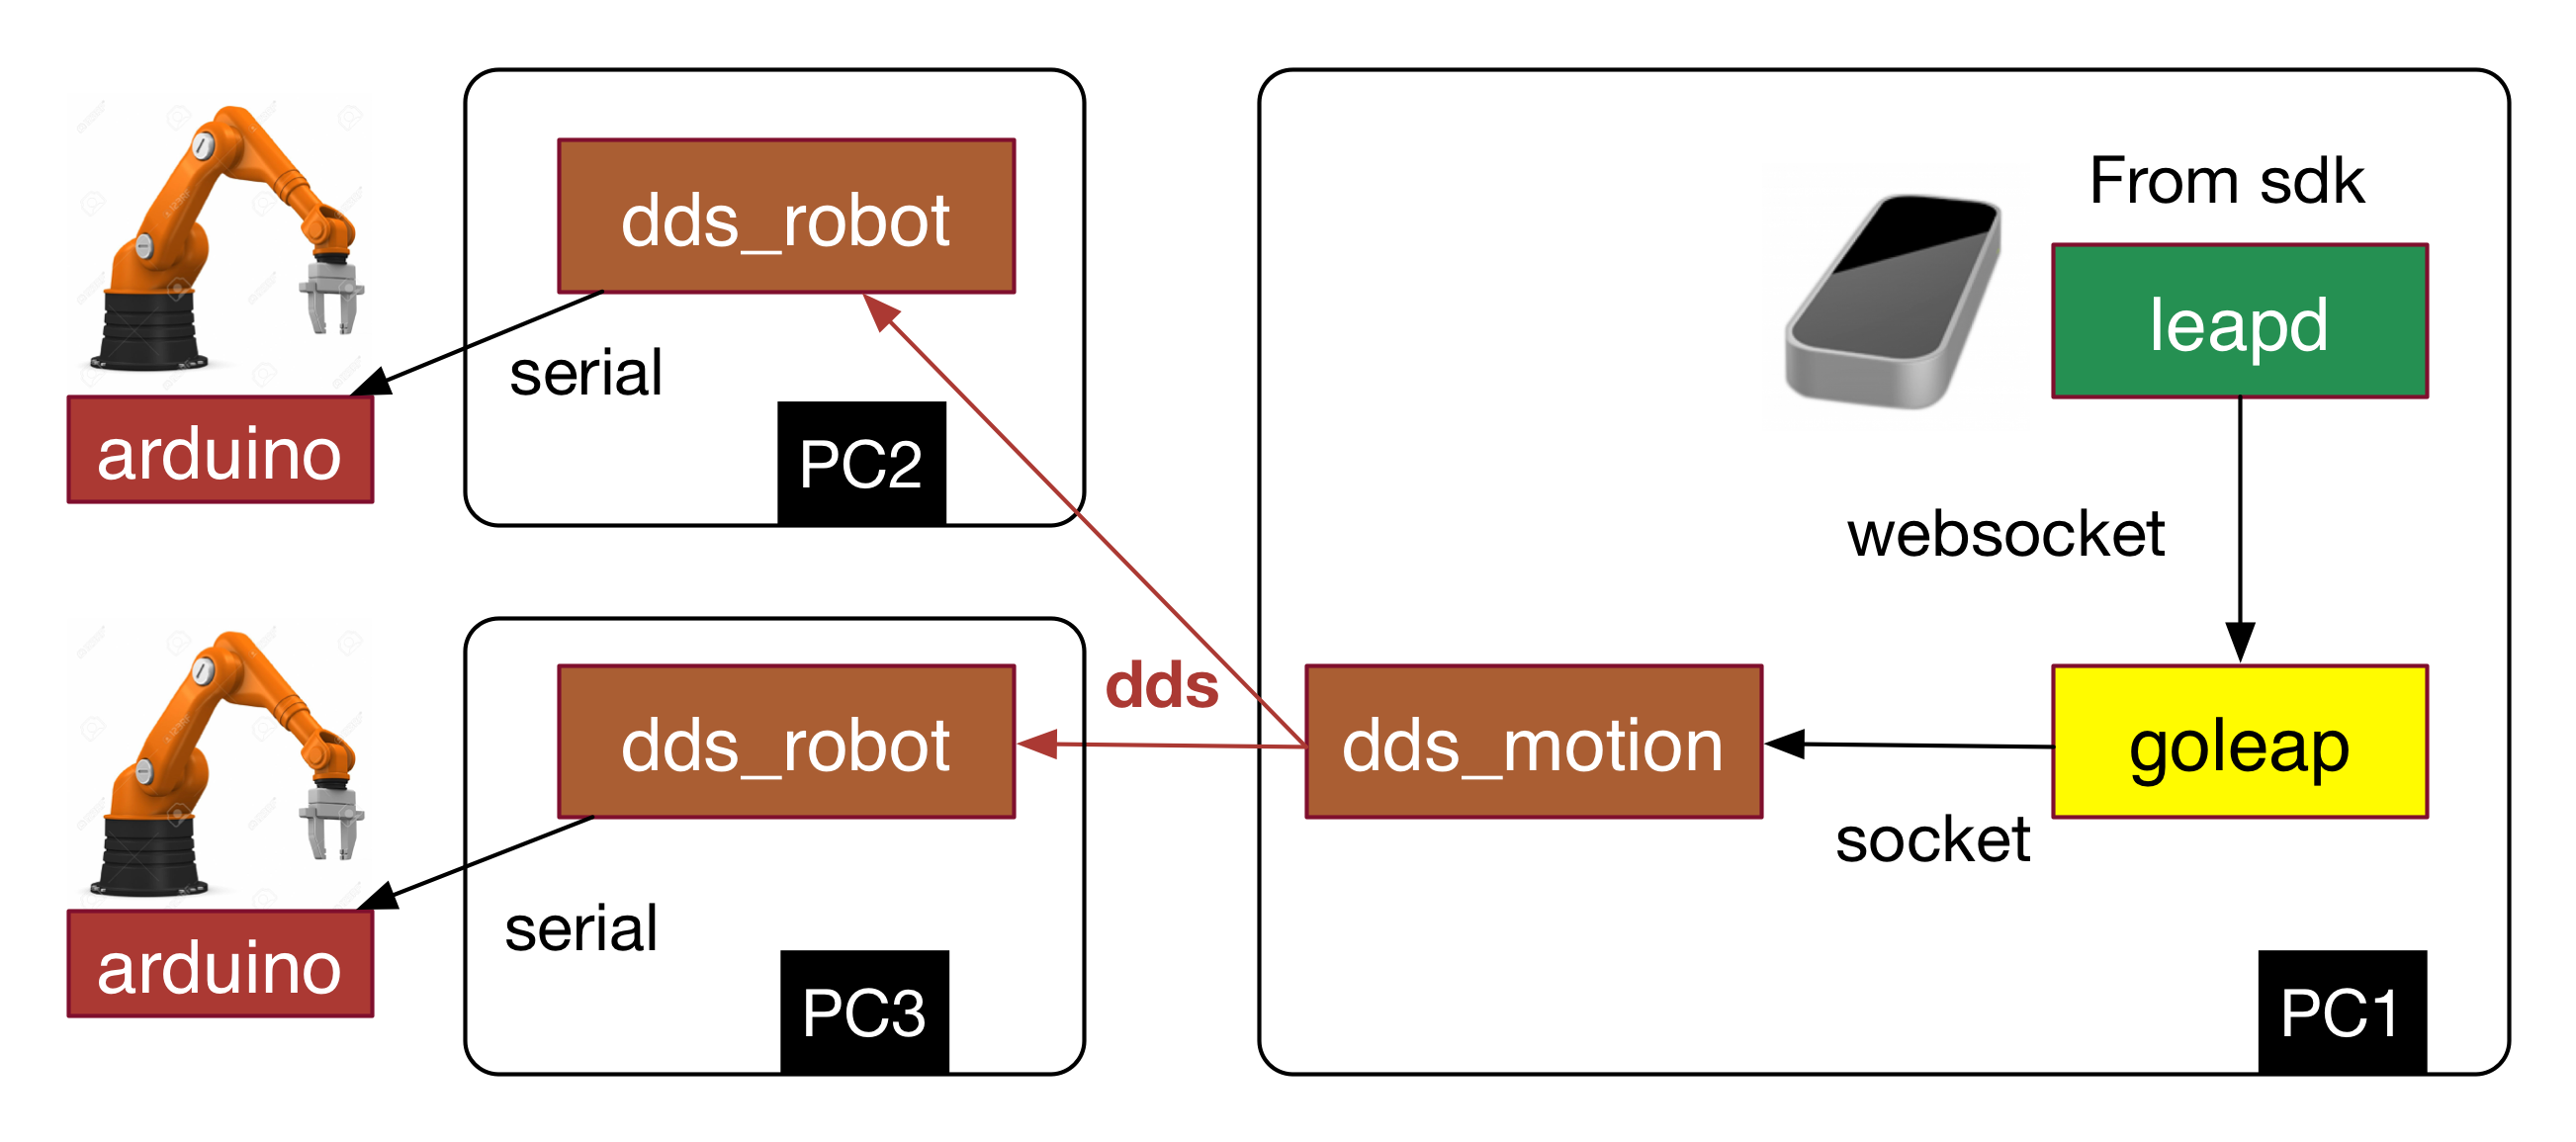 From sdk
dds_robot
leapd
serial
arduino
PC2
websocket
dds
dds_robot
dds_motion
goleap
socket
serial
arduino
PC3
PC1